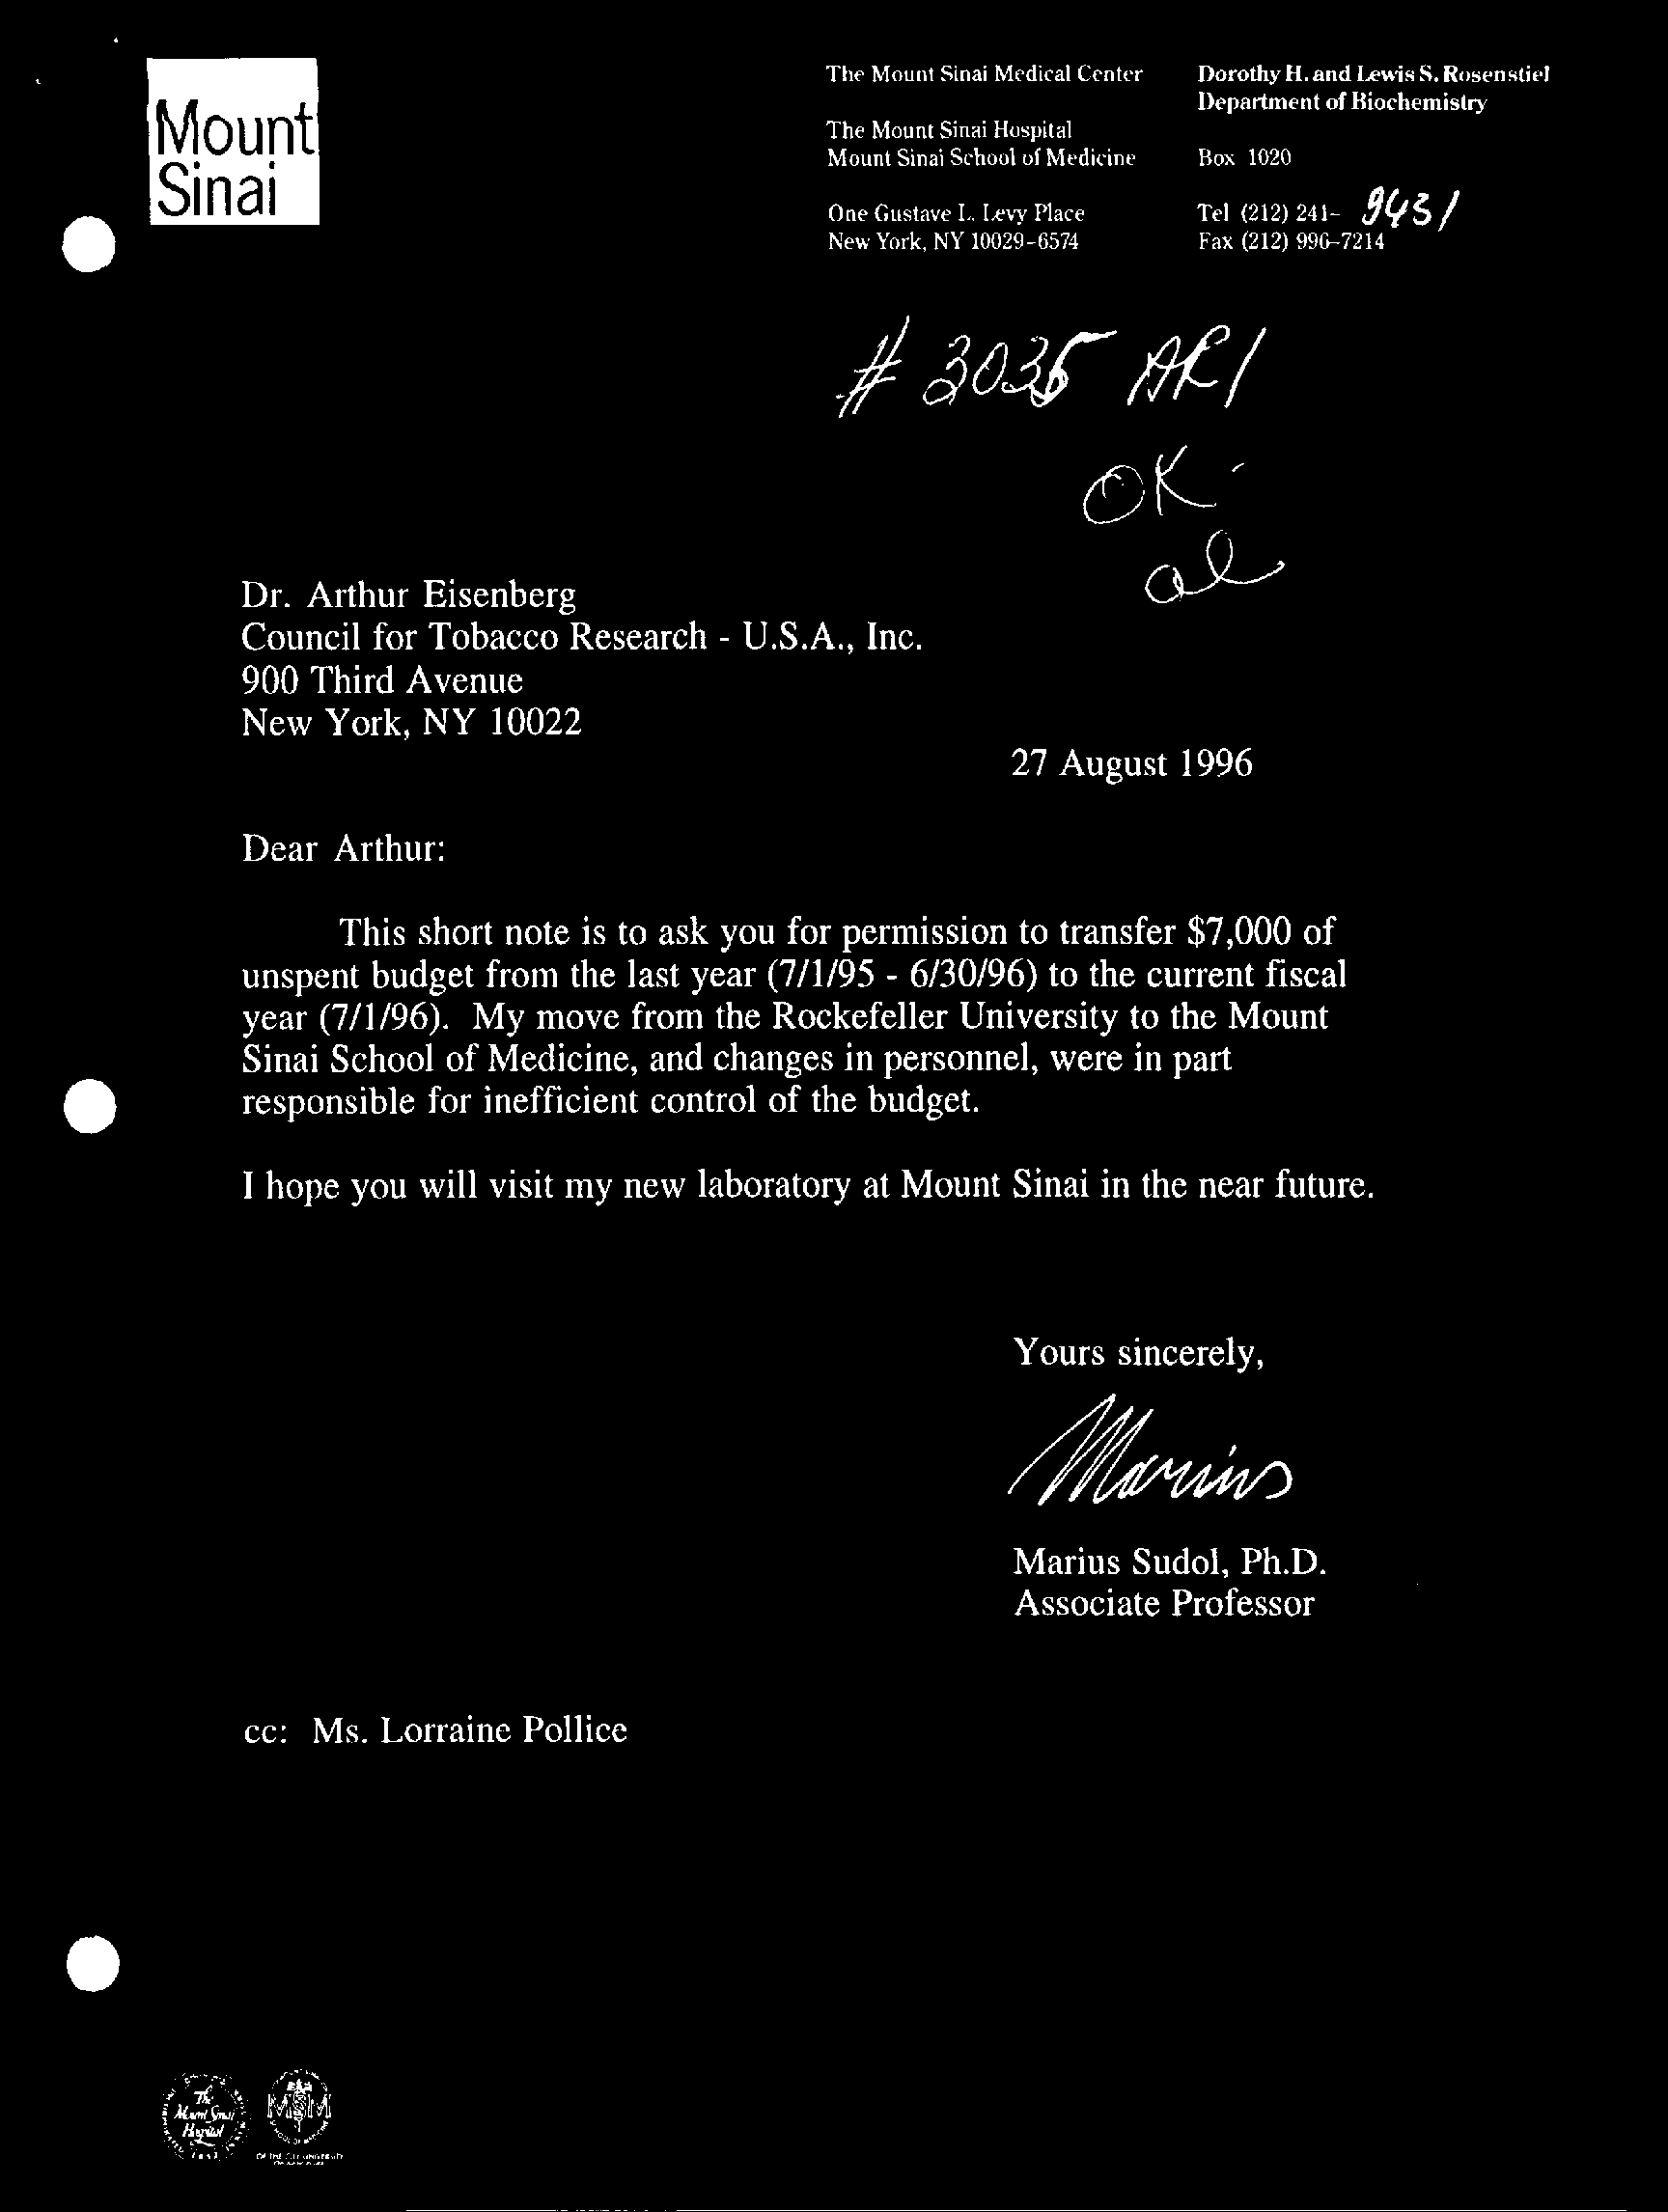 Mount
Sinai
The Mount Sinai Medical Center
The Mount Sinai Hospital
Mount Sinai School of Medicine
One Gustave L. Levy Place
New York, NY 10029-6574
Dorothy H. and Lewis S. Rosenstiel
Department of Biochemistry
Box 1020
Tel (212) 241- 9431
Fax (212) 996-7214
# 3035 AR1
OK
al
Dr. Arthur Eisenberg
Council for Tobacco Research - U.S.A., Inc.
900 Third Avenue
New York, NY 10022
27 August 1996
Dear Arthur:
This short note is to ask you for permission to transfer $7,000 of
unspent budget from the last year (7/1/95 - 6/30/96) to the current fiscal
year (7/1/96). My move from the Rockefeller University to the Mount
Sinai School of Medicine, and changes in personnel, were in part
responsible for inefficient control of the budget.
I hope you will visit my new laboratory at Mount Sinai in the near future.
Yours sincerely,
Marius
Marius Sudol, Ph.D.
Associate Professor
cc: Ms. Lorraine Pollice
The
Mount Sinai
Hospital
MSM